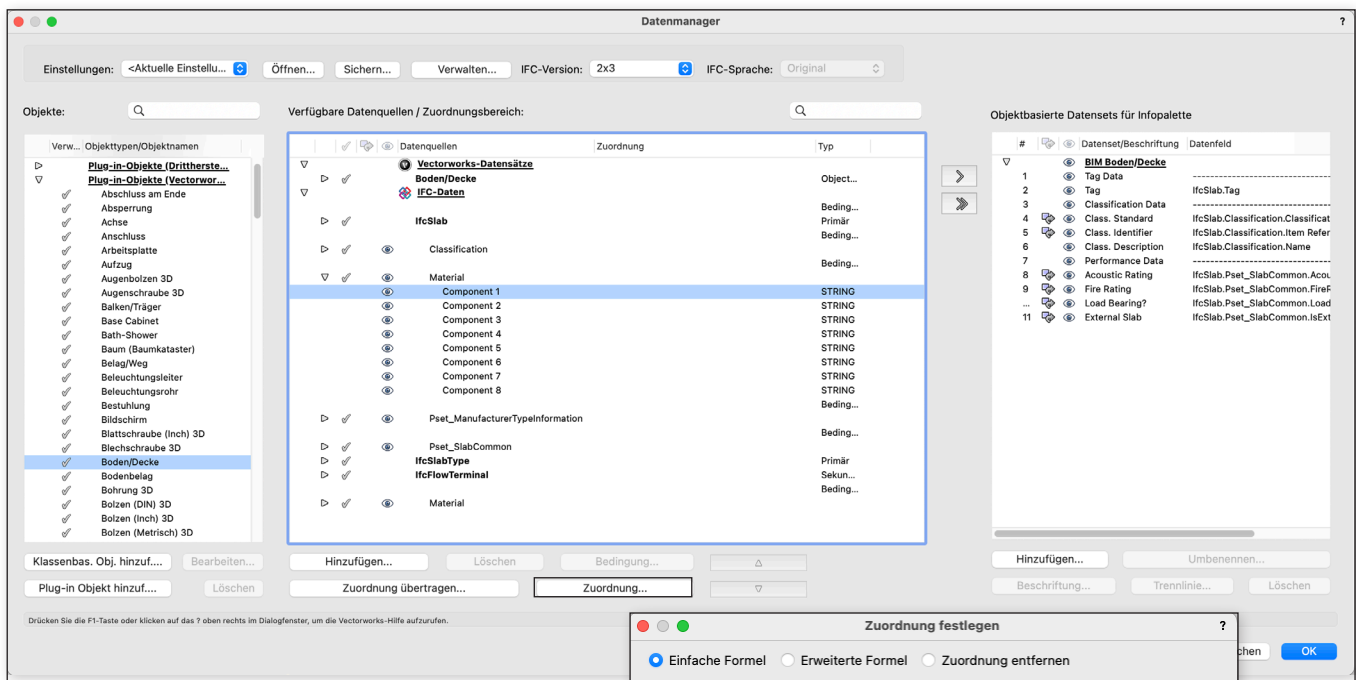 Datenmanager
?
Einstellungen: <Aktuelle Einstellu... Öffnen... Sichern... Verwalten... IFC-Version: 2x3 IFC-Sprache: Original
Objekte:
Verfügbare Datenquellen / Zuordnungsbereich:
Objektbasierte Datensets für Infopalette
Verw... Objekttypen/Objektnamen
Plug-in-Objekte (Drittherste...
Plug-in-Objekte (Vectorwor...
Abschluss am Ende
Absperrung
Achse
Anschluss
Arbeitsplatte
Aufzug
Augenbolzen 3D
Augenschraube 3D
Balken/Träger
Base Cabinet
Bath-Shower
Baum (Baumkataster)
Belag/Weg
Beleuchtungsleiter
Beleuchtungsrohr
Bestuhlung
Bildschirm
Blattschraube (Inch) 3D
Blechschraube 3D
Boden/Decke
Bodenbelag
Bohrung 3D
Bolzen (DIN) 3D
Bolzen (Inch) 3D
Bolzen (Metrisch) 3D
Datenquellen Zuordnung Typ
Vectorworks-Datensätze
Boden/Decke Object...
IFC-Daten
Beding...
IfcSlab Primär
Beding...
Classification
Beding...
Material
Component 1 STRING
Component 2 STRING
Component 3 STRING
Component 4 STRING
Component 5 STRING
Component 6 STRING
Component 7 STRING
Component 8 STRING
Beding...
Pset_ManufacturerTypeInformation
Beding...
Pset_SlabCommon
IfcSlabType Primär
IfcFlowTerminal Sekun...
Beding...
Material
# Datenset/Beschriftung Datenfeld
BIM Boden/Decke
1 Tag Data --------------------------------
2 Tag IfcSlab.Tag
3 Classification Data --------------------------------
4 Class. Standard IfcSlab.Classification.Classificat
5 Class. Identifier IfcSlab.Classification.Item Refer
6 Class. Description IfcSlab.Classification.Name
7 Performance Data --------------------------------
8 Acoustic Rating IfcSlab.Pset_SlabCommon.Acou
9 Fire Rating IfcSlab.Pset_SlabCommon.FireR
... Load Bearing? IfcSlab.Pset_SlabCommon.Load
11 External Slab IfcSlab.Pset_SlabCommon.IsExt
Klassenbas. Obj. hinzuf.... Bearbeiten...
Plug-in Objekt hinzuf.... Löschen
Hinzufügen... Löschen Bedingung...
Zuordnung übertragen... Zuordnung...
Hinzufügen... Umbenennen...
Beschriftung... Trennlinie... Löschen
Drücken Sie die F1-Taste oder klicken auf das ? oben rechts im Dialogfenster, um die Vectorworks-Hilfe aufzurufen.
Zuordnung festlegen
?
Einfache Formel Erweiterte Formel Zuordnung entfernen
chen OK